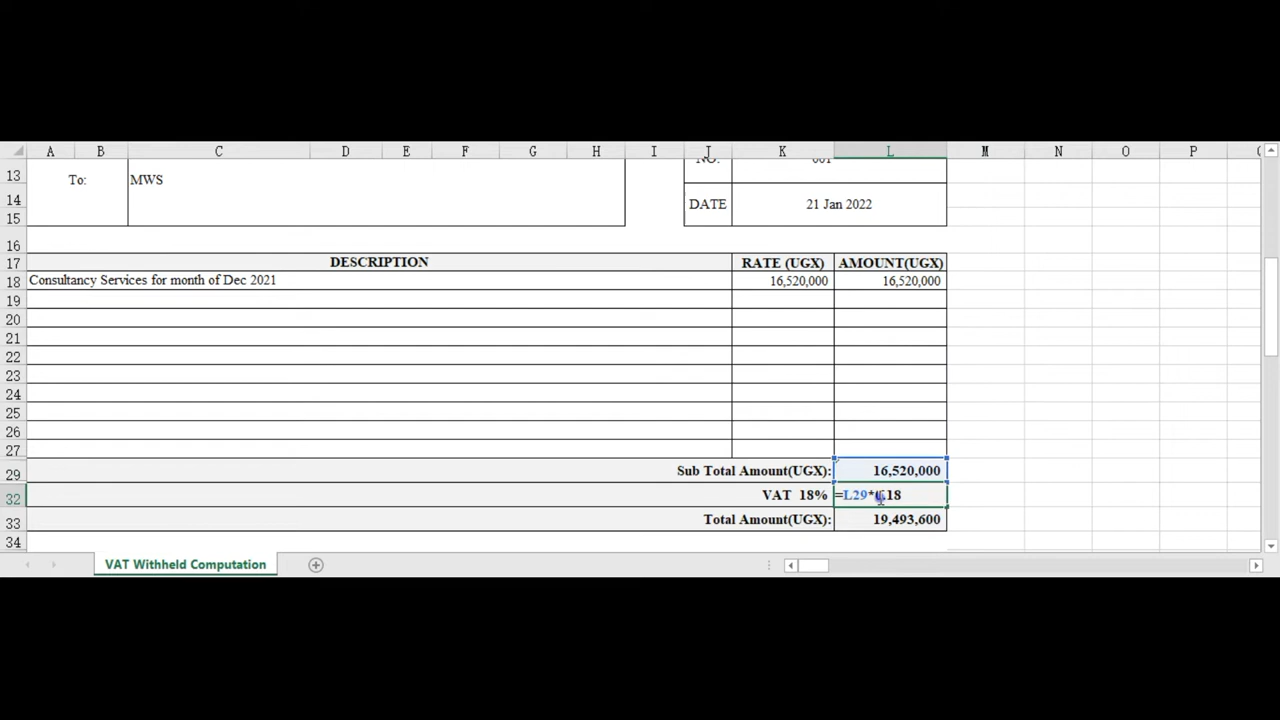 A B C D E F G H I J K L M N O P
13 NO. 001
To: MWS
14 DATE 21 Jan 2022
15
16
17 DESCRIPTION RATE (UGX) AMOUNT(UGX)
18 Consultancy Services for month of Dec 2021 16,520,000 16,520,000
19
20
21
22
23
24
25
26
27
29 Sub Total Amount(UGX): 16,520,000
32 VAT 18% =L29*0.18
33 Total Amount(UGX): 19,493,600
34
VAT Withheld Computation